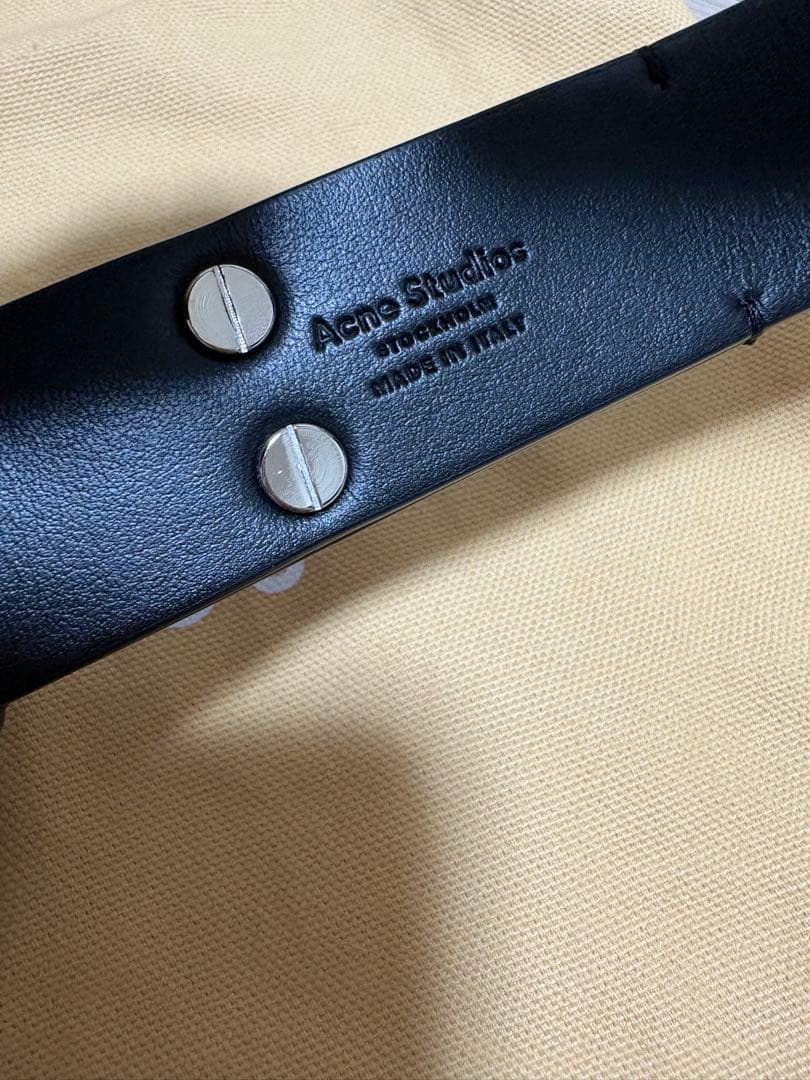 Acne Studios
STOCKHOLM
MADE IN ITALY